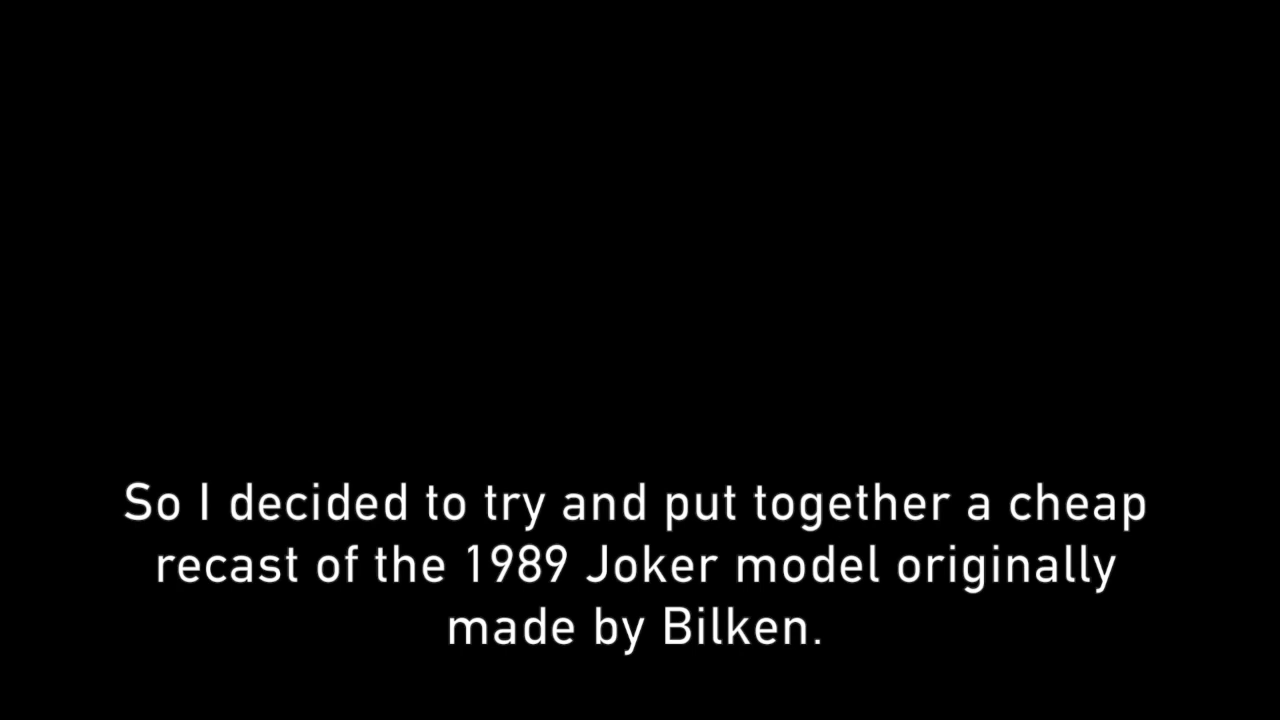 So I decided to try and put together a cheap
recast of the 1989 Joker model originally
made by Bilken.